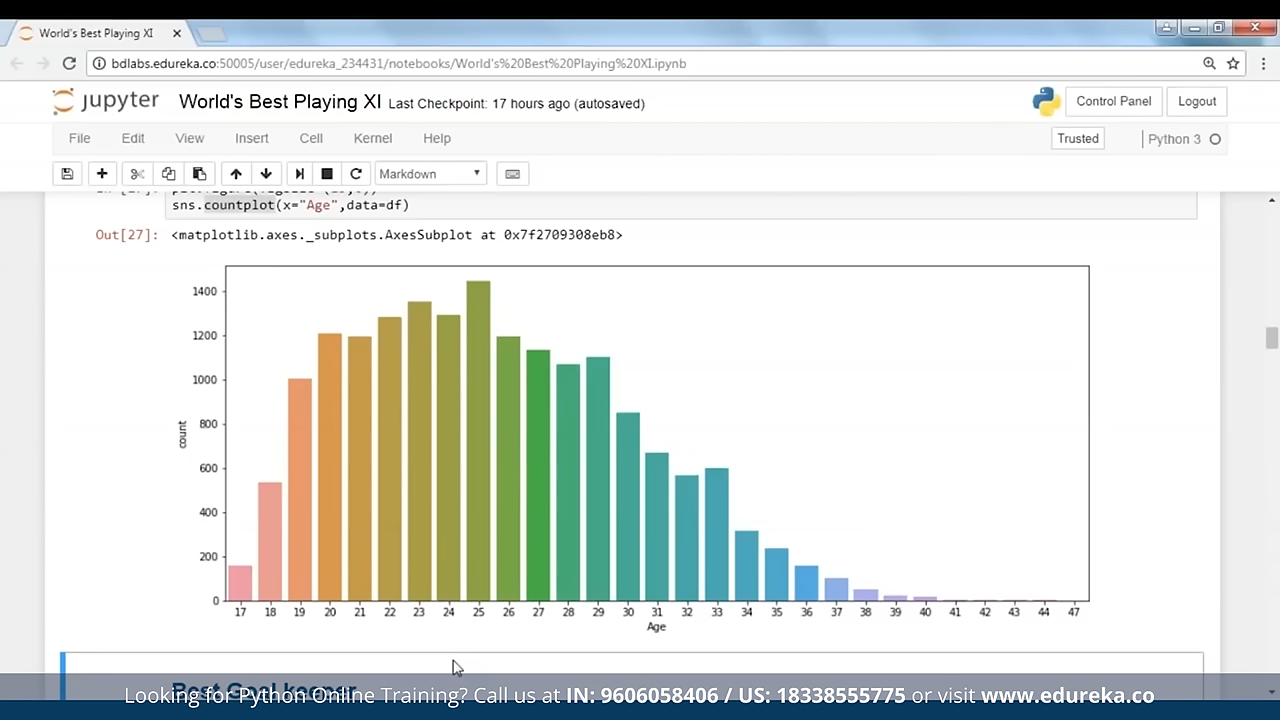 World's Best Playing XI
bdlabs.edureka.co:50005/user/edureka_234431/notebooks/World's%20Best%20Playing%20XI.ipynb
jupyter World's Best Playing XI Last Checkpoint: 17 hours ago (autosaved) Control Panel Logout
File Edit View Insert Cell Kernel Help Trusted Python 3
Markdown
sns.countplot(x="Age",data=df)
Out[27]: <matplotlib.axes._subplots.AxesSubplot at 0x7f2709308eb8>
1400
1200
1000
800
600
400
200
0
count
17 18 19 20 21 22 23 24 25 26 27 28 29 30 31 32 33 34 35 36 37 38 39 40 41 42 43 44 47
Age
Best Goal keeper
Looking for Python Online Training? Call us at IN: 9606058406 / US: 18338555775 or visit www.edureka.co